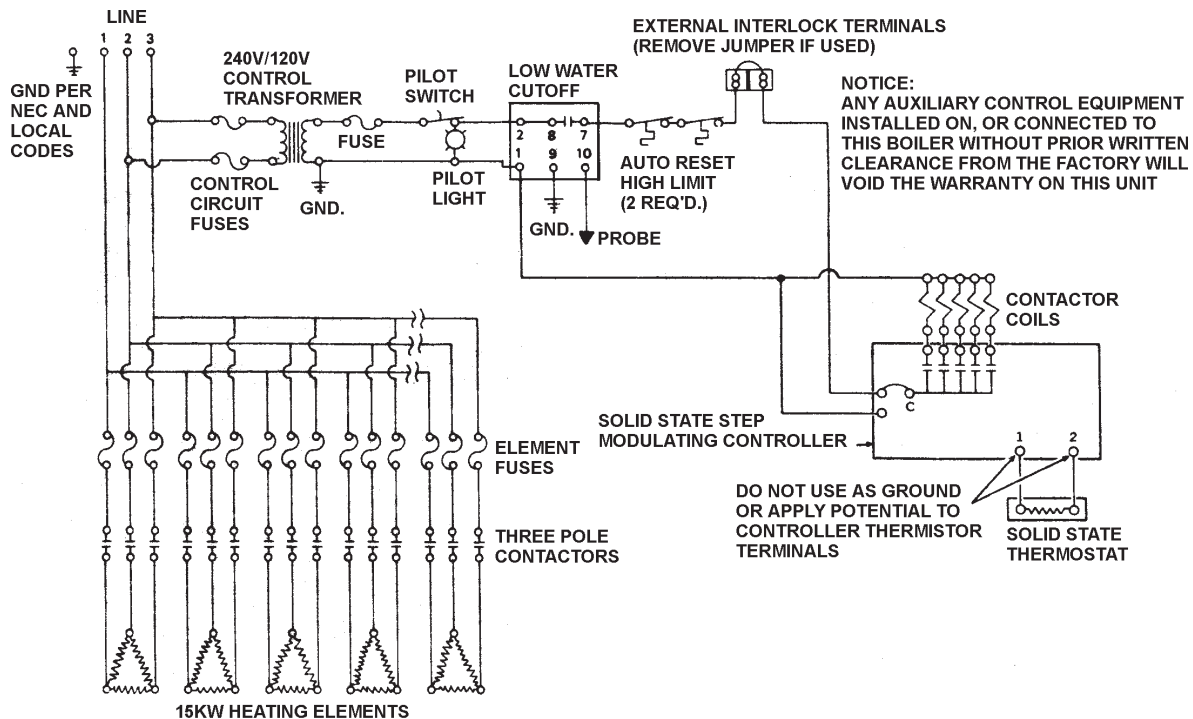 LINE
1 2 3
GND PER
NEC AND
LOCAL
CODES
240V/120V
CONTROL
TRANSFORMER
FUSE
CONTROL
CIRCUIT
FUSES
GND.
PILOT
SWITCH
PILOT
LIGHT
LOW WATER
CUTOFF
2 8 7
1 9 10
GND.
PROBE
AUTO RESET
HIGH LIMIT
(2 REQ'D.)
EXTERNAL INTERLOCK TERMINALS
(REMOVE JUMPER IF USED)
NOTICE:
ANY AUXILIARY CONTROL EQUIPMENT
INSTALLED ON, OR CONNECTED TO
THIS BOILER WITHOUT PRIOR WRITTEN
CLEARANCE FROM THE FACTORY WILL
VOID THE WARRANTY ON THIS UNIT
CONTACTOR
COILS
C
SOLID STATE STEP
MODULATING CONTROLLER
1 2
DO NOT USE AS GROUND
OR APPLY POTENTIAL TO
CONTROLLER THERMISTOR
TERMINALS
SOLID STATE
THERMOSTAT
ELEMENT
FUSES
THREE POLE
CONTACTORS
15KW HEATING ELEMENTS